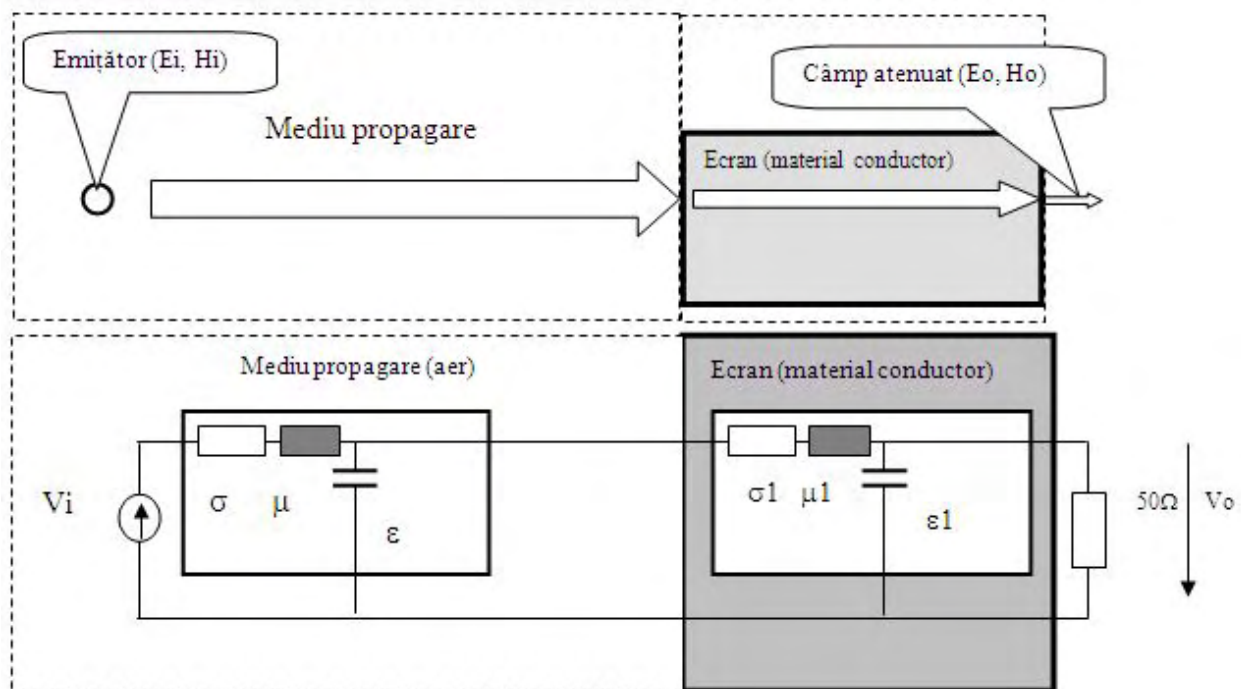 Emițător (Ei, Hi)
Câmp atenuat (Eo, Ho)
Mediu propagare
Ecran (material conductor)
Mediu propagare (aer)
Ecran (material conductor)
Vi
σ μ
ε
σ1 μ1
ε1
50Ω
Vo